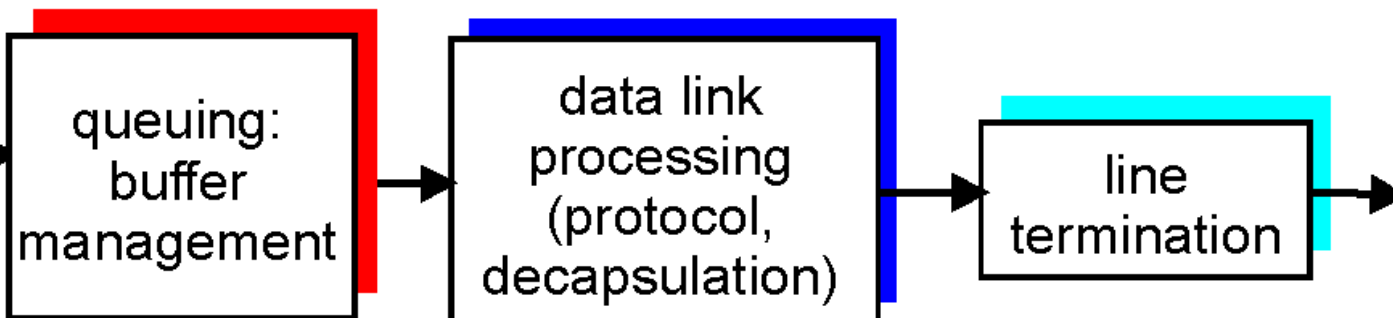 queuing:
buffer
management
data link
processing
(protocol,
decapsulation)
line
termination